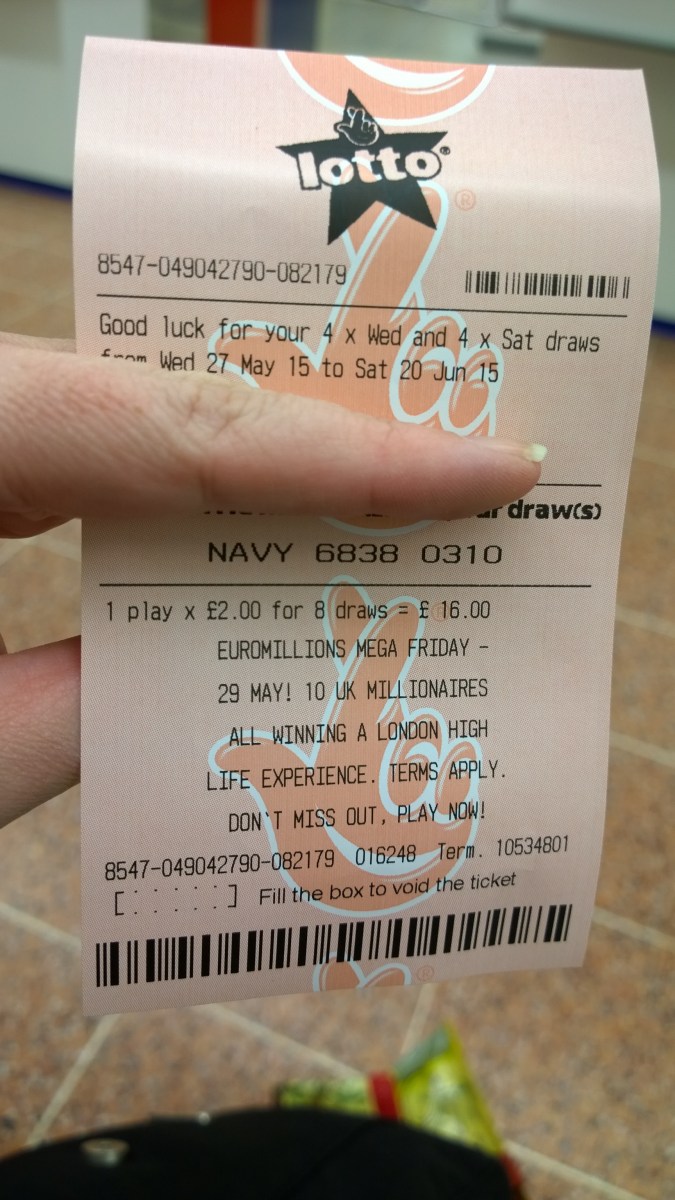 lotto
8547-049042790-082179
Good luck for your 4 x Wed and 4 x Sat draws
from Wed 27 May 15 to Sat 20 Jun 15
draw(s)
NAVY 6838 0310
1 play x £2.00 for 8 draws = £ 16.00
EUROMILLIONS MEGA FRIDAY -
29 MAY! 10 UK MILLIONAIRES
ALL WINNING A LONDON HIGH
LIFE EXPERIENCE. TERMS APPLY.
DON'T MISS OUT, PLAY NOW!
8547-049042790-082179 016248 Term. 10534801
[ ] Fill the box to void the ticket